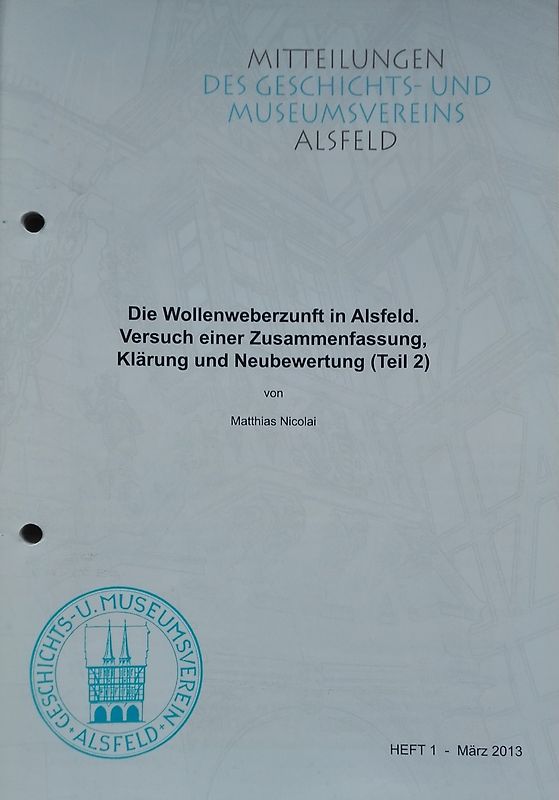 MITTEILUNGEN
DES GESCHICHTS- UND
MUSEUMSVEREINS
ALSFELD
Die Wollenweberzunft in Alsfeld.
Versuch einer Zusammenfassung,
Klärung und Neubewertung (Teil 2)
von
Matthias Nicolai
GESCHICHTS- U. MUSEUMSVEREIN
ALSFELD
HEFT 1 - März 2013